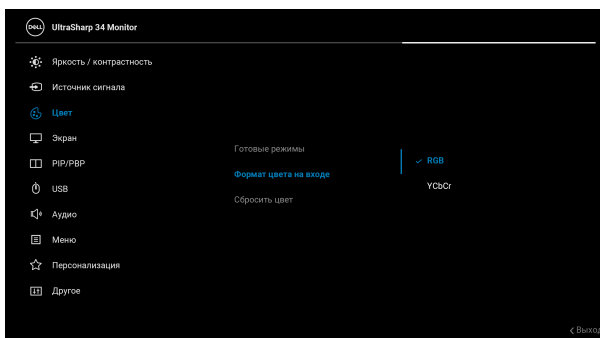 DELL UltraSharp 34 Monitor
Яркость / контрастность
Источник сигнала
Цвет
Экран
Готовые режимы
PIP/PBP
RGB
Формат цвета на входе
USB
YCbCr
Сбросить цвет
Аудио
Меню
Персонализация
Другое
Выход